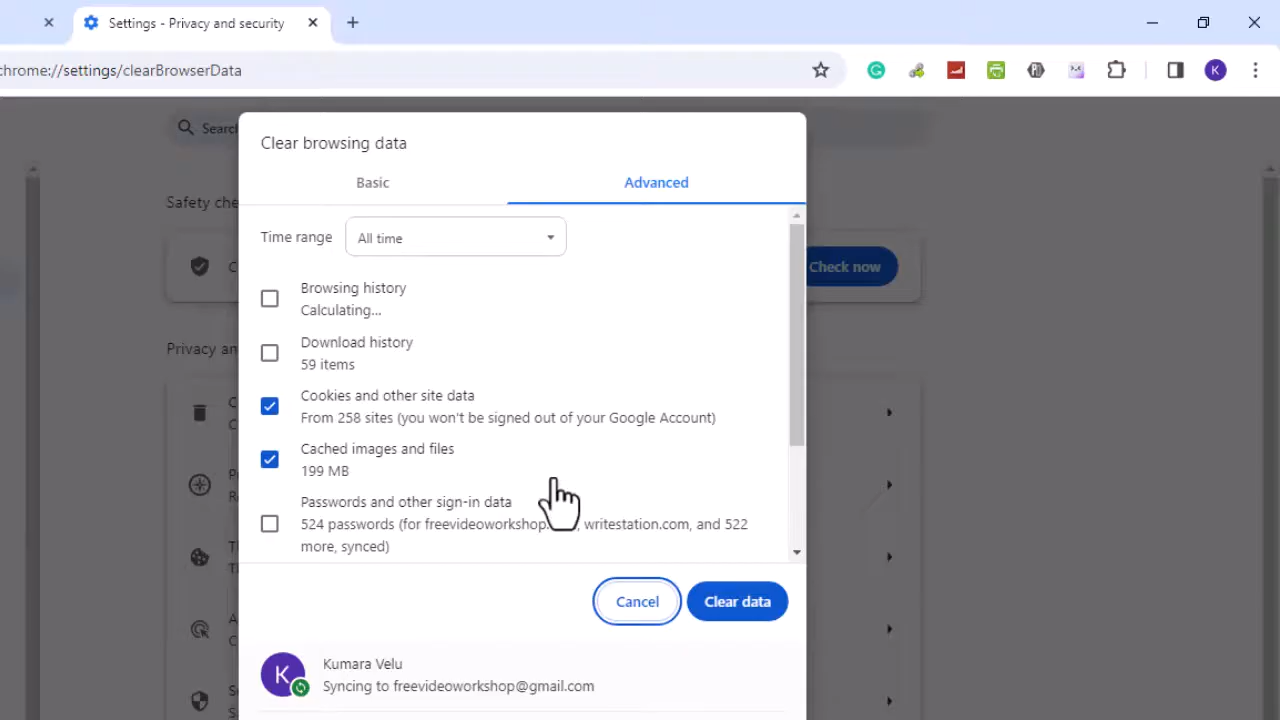 Settings - Privacy and security
chrome://settings/clearBrowserData
K
Search
Safety che
Check now
Privacy an
Clear browsing data
Basic
Advanced
Time range
All time
Browsing history
Calculating...
Download history
59 items
Cookies and other site data
From 258 sites (you won't be signed out of your Google Account)
Cached images and files
199 MB
Passwords and other sign-in data
524 passwords (for freevideoworkshop. writestation.com, and 522
more, synced)
Cancel
Clear data
K
Kumara Velu
Syncing to freevideoworkshop@gmail.com